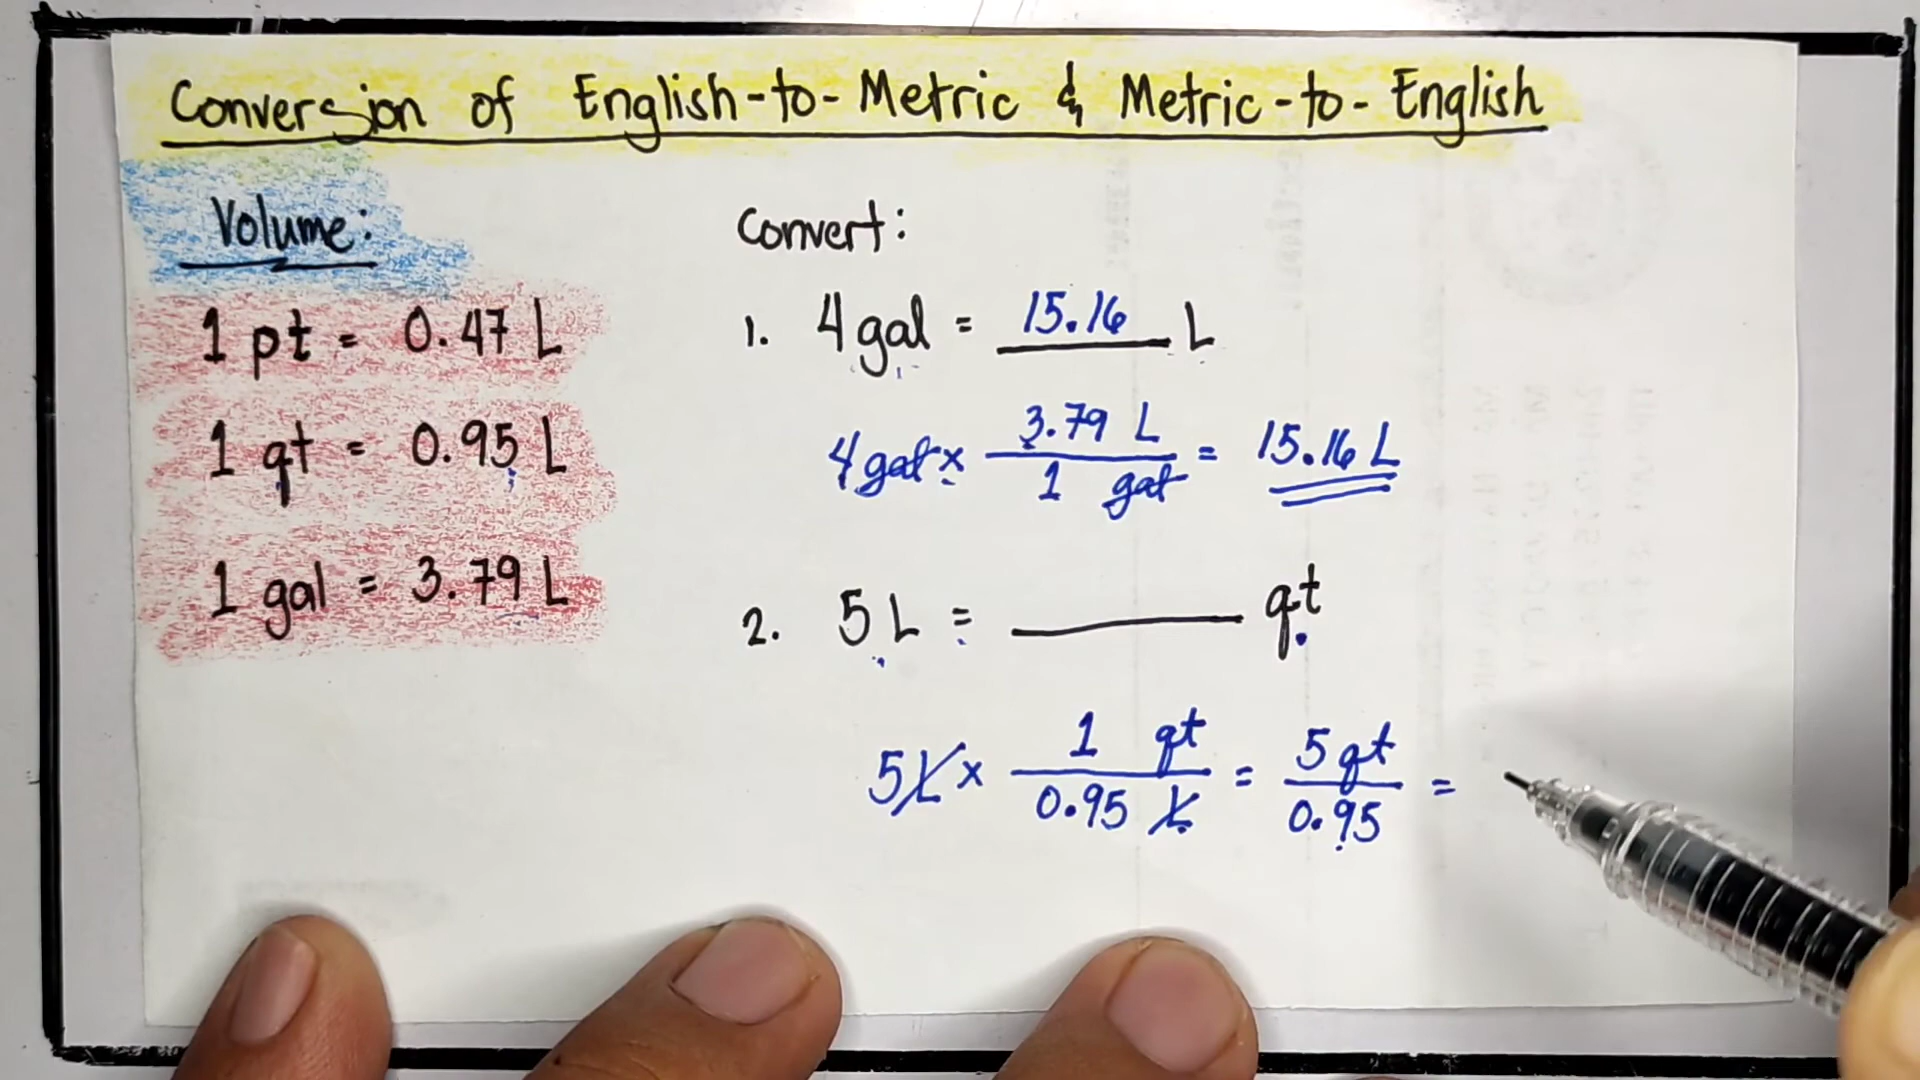 Conversion of English-to-Metric & Metric-to-English
Volume:
1 pt = 0.47 L
1 qt = 0.95 L
1 gal = 3.79 L
Convert:
1. 4 gal = 15.16 L
4 gal x 3.79 L / 1 gal = 15.16 L
2. 5 L = ______ qt
5 L x 1 qt / 0.95 L = 5 qt / 0.95 =